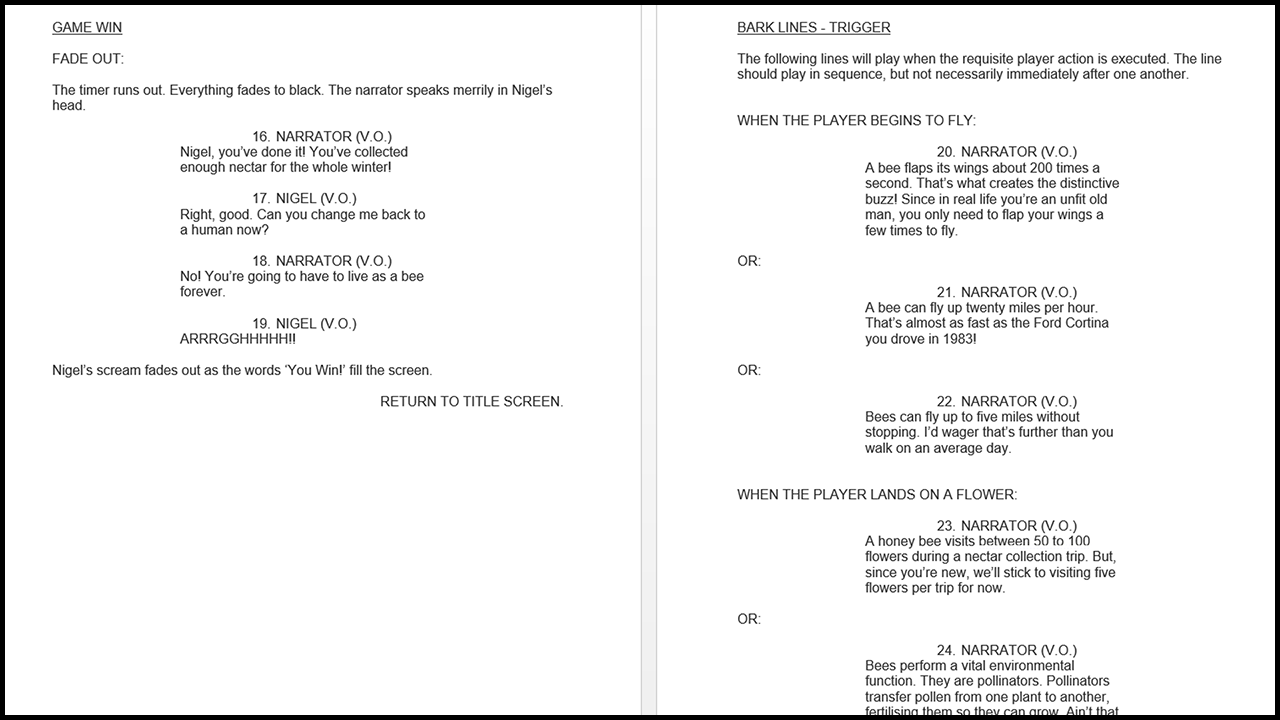 GAME WIN
FADE OUT:
The timer runs out. Everything fades to black. The narrator speaks merrily in Nigel’s
head.
16. NARRATOR (V.O.)
Nigel, you’ve done it! You’ve collected
enough nectar for the whole winter!
17. NIGEL (V.O.)
Right, good. Can you change me back to
a human now?
18. NARRATOR (V.O.)
No! You’re going to have to live as a bee
forever.
19. NIGEL (V.O.)
ARRRGGHHHHH!!
Nigel’s scream fades out as the words ‘You Win!’ fill the screen.
RETURN TO TITLE SCREEN.
BARK LINES - TRIGGER
The following lines will play when the requisite player action is executed. The line
should play in sequence, but not necessarily immediately after one another.
WHEN THE PLAYER BEGINS TO FLY:
20. NARRATOR (V.O.)
A bee flaps its wings about 200 times a
second. That’s what creates the distinctive
buzz! Since in real life you’re an unfit old
man, you only need to flap your wings a
few times to fly.
OR:
21. NARRATOR (V.O.)
A bee can fly up twenty miles per hour.
That’s almost as fast as the Ford Cortina
you drove in 1983!
OR:
22. NARRATOR (V.O.)
Bees can fly up to five miles without
stopping. I’d wager that’s further than you
walk on an average day.
WHEN THE PLAYER LANDS ON A FLOWER:
23. NARRATOR (V.O.)
A honey bee visits between 50 to 100
flowers during a nectar collection trip. But,
since you’re new, we’ll stick to visiting five
flowers per trip for now.
OR:
24. NARRATOR (V.O.)
Bees perform a vital environmental
function. They are pollinators. Pollinators
transfer pollen from one plant to another,
fertilising them so they can grow. Ain’t that